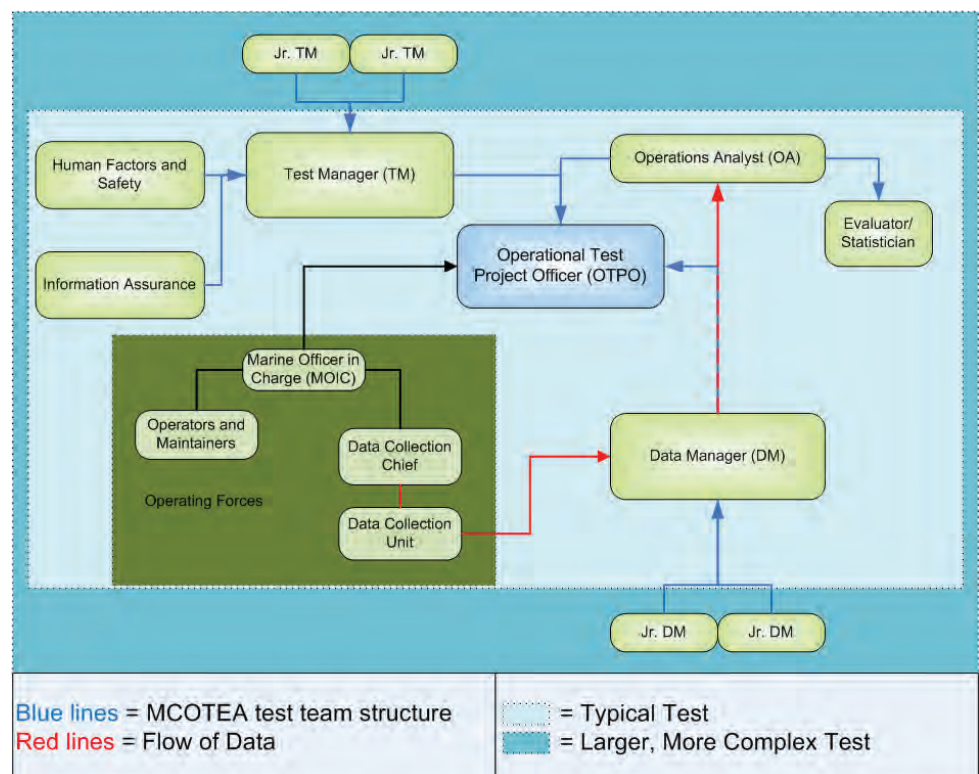 Jr. TM
Jr. TM
Human Factors and
Safety
Test Manager (TM)
Operations Analyst (OA)
Evaluator/
Statistician
Information Assurance
Operational Test
Project Officer (OTPO)
Marine Officer in
Charge (MOIC)
Operators and
Maintainers
Data Collection
Chief
Data Manager (DM)
Operating Forces
Data Collection
Unit
Jr. DM
Jr. DM
Blue lines = MCOTEA test team structure
Red lines = Flow of Data
= Typical Test
= Larger, More Complex Test